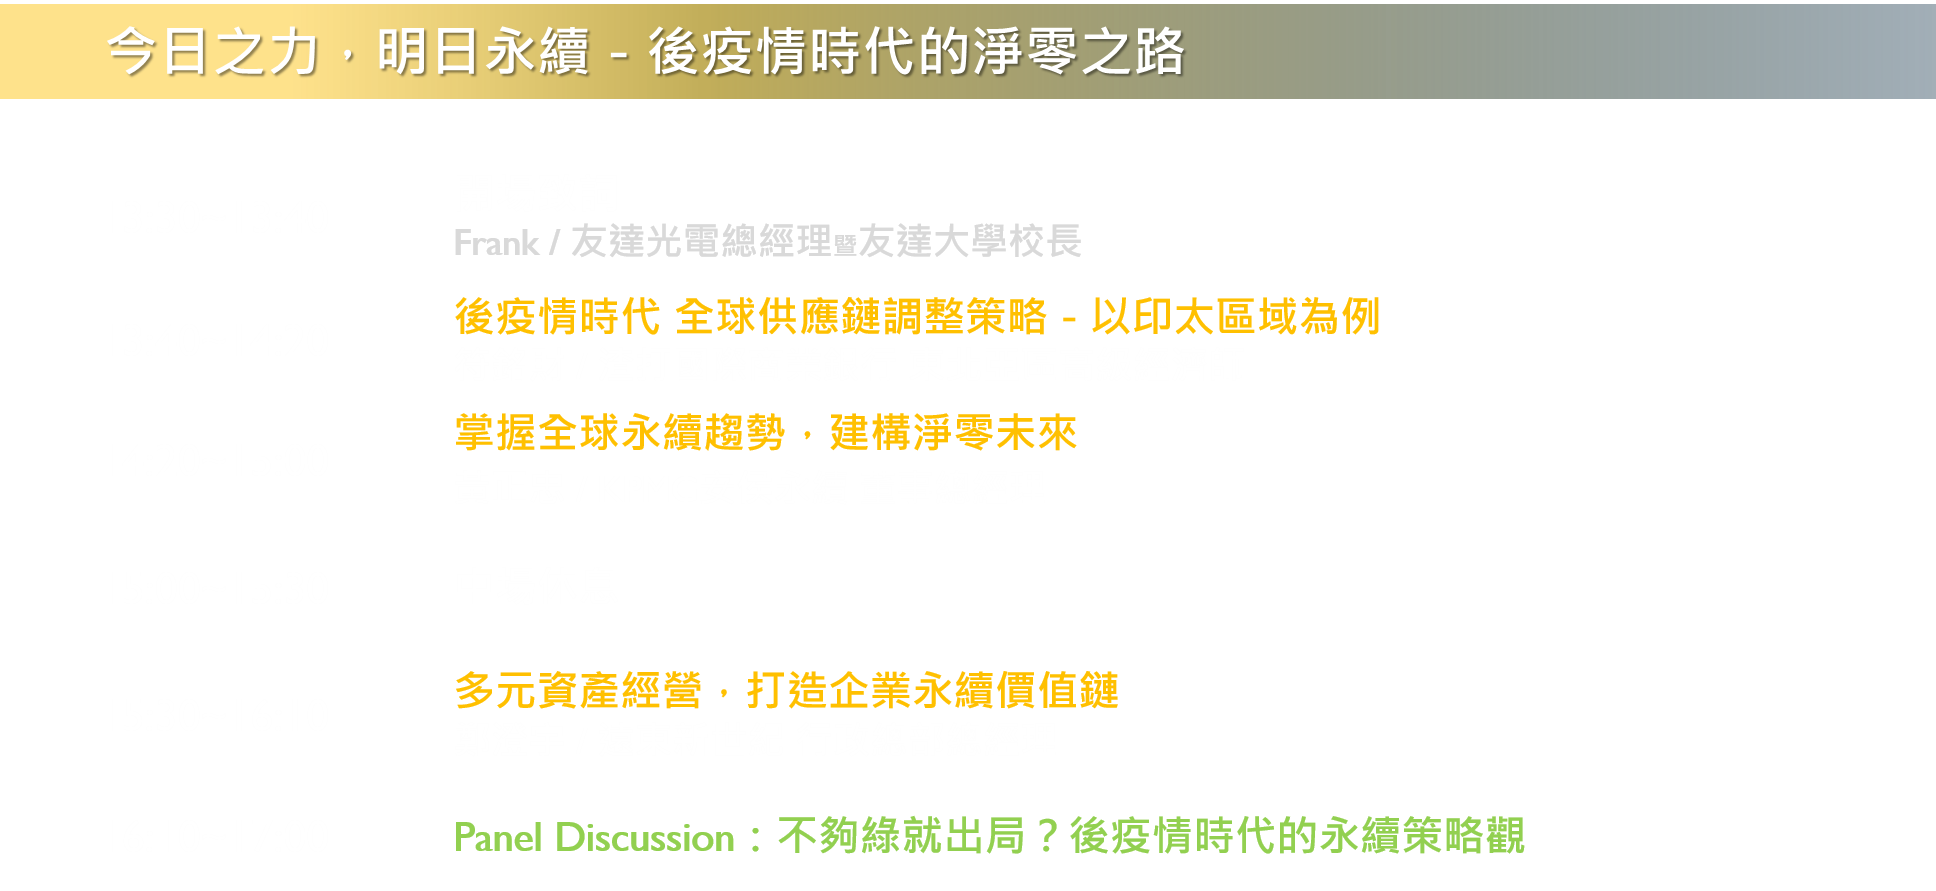 今日之力，明日永續 - 後疫情時代的淨零之路
Frank / 友達光電總經理暨友達大學校長
後疫情時代 全球供應鏈調整策略 - 以印太區域為例
掌握全球永續趨勢，建構淨零未來
多元資產經營，打造企業永續價值鏈
Panel Discussion：不夠綠就出局？後疫情時代的永續策略觀